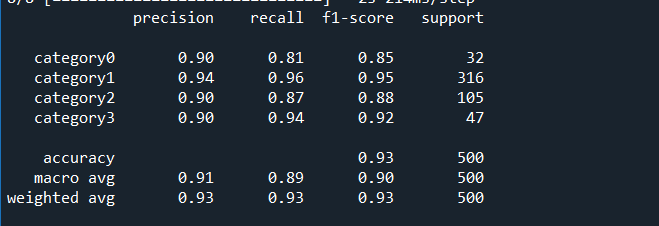 precision recall f1-score support
category0 0.90 0.81 0.85 32
category1 0.94 0.96 0.95 316
category2 0.90 0.87 0.88 105
category3 0.90 0.94 0.92 47
accuracy 0.93 500
macro avg 0.91 0.89 0.90 500
weighted avg 0.93 0.93 0.93 500